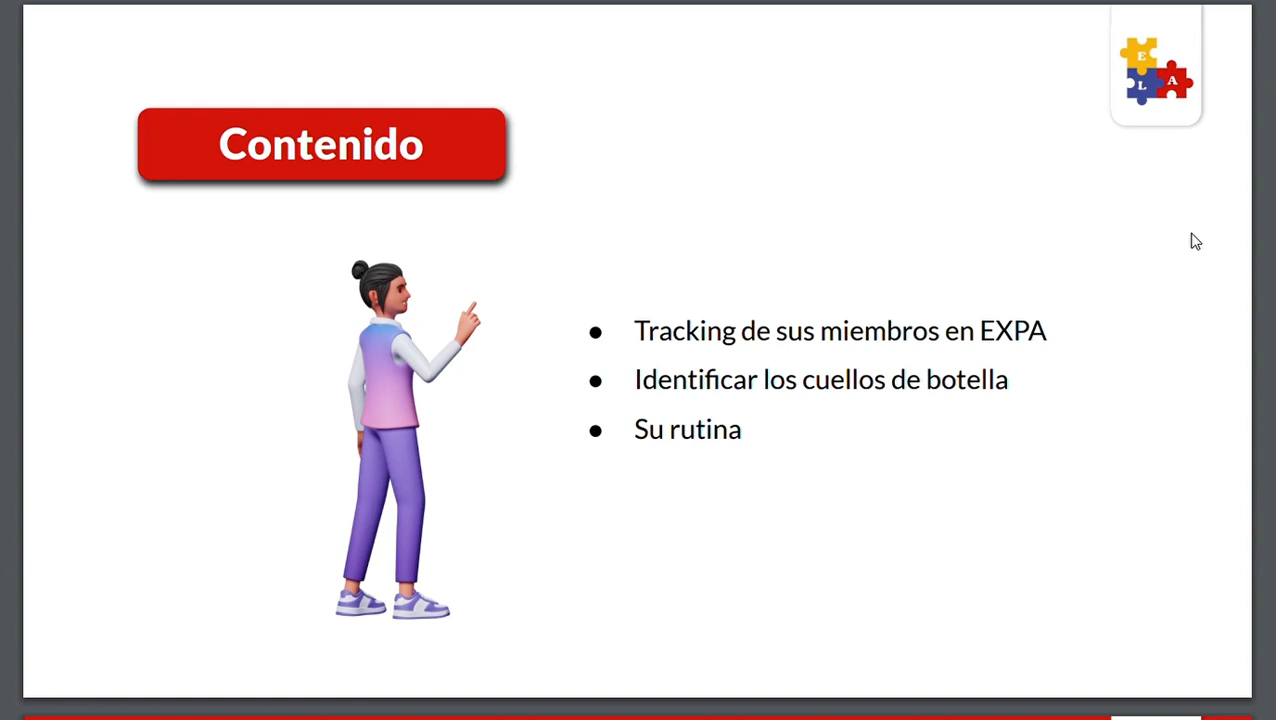 E
L A
Contenido
● Tracking de sus miembros en EXPA
● Identificar los cuellos de botella
● Su rutina